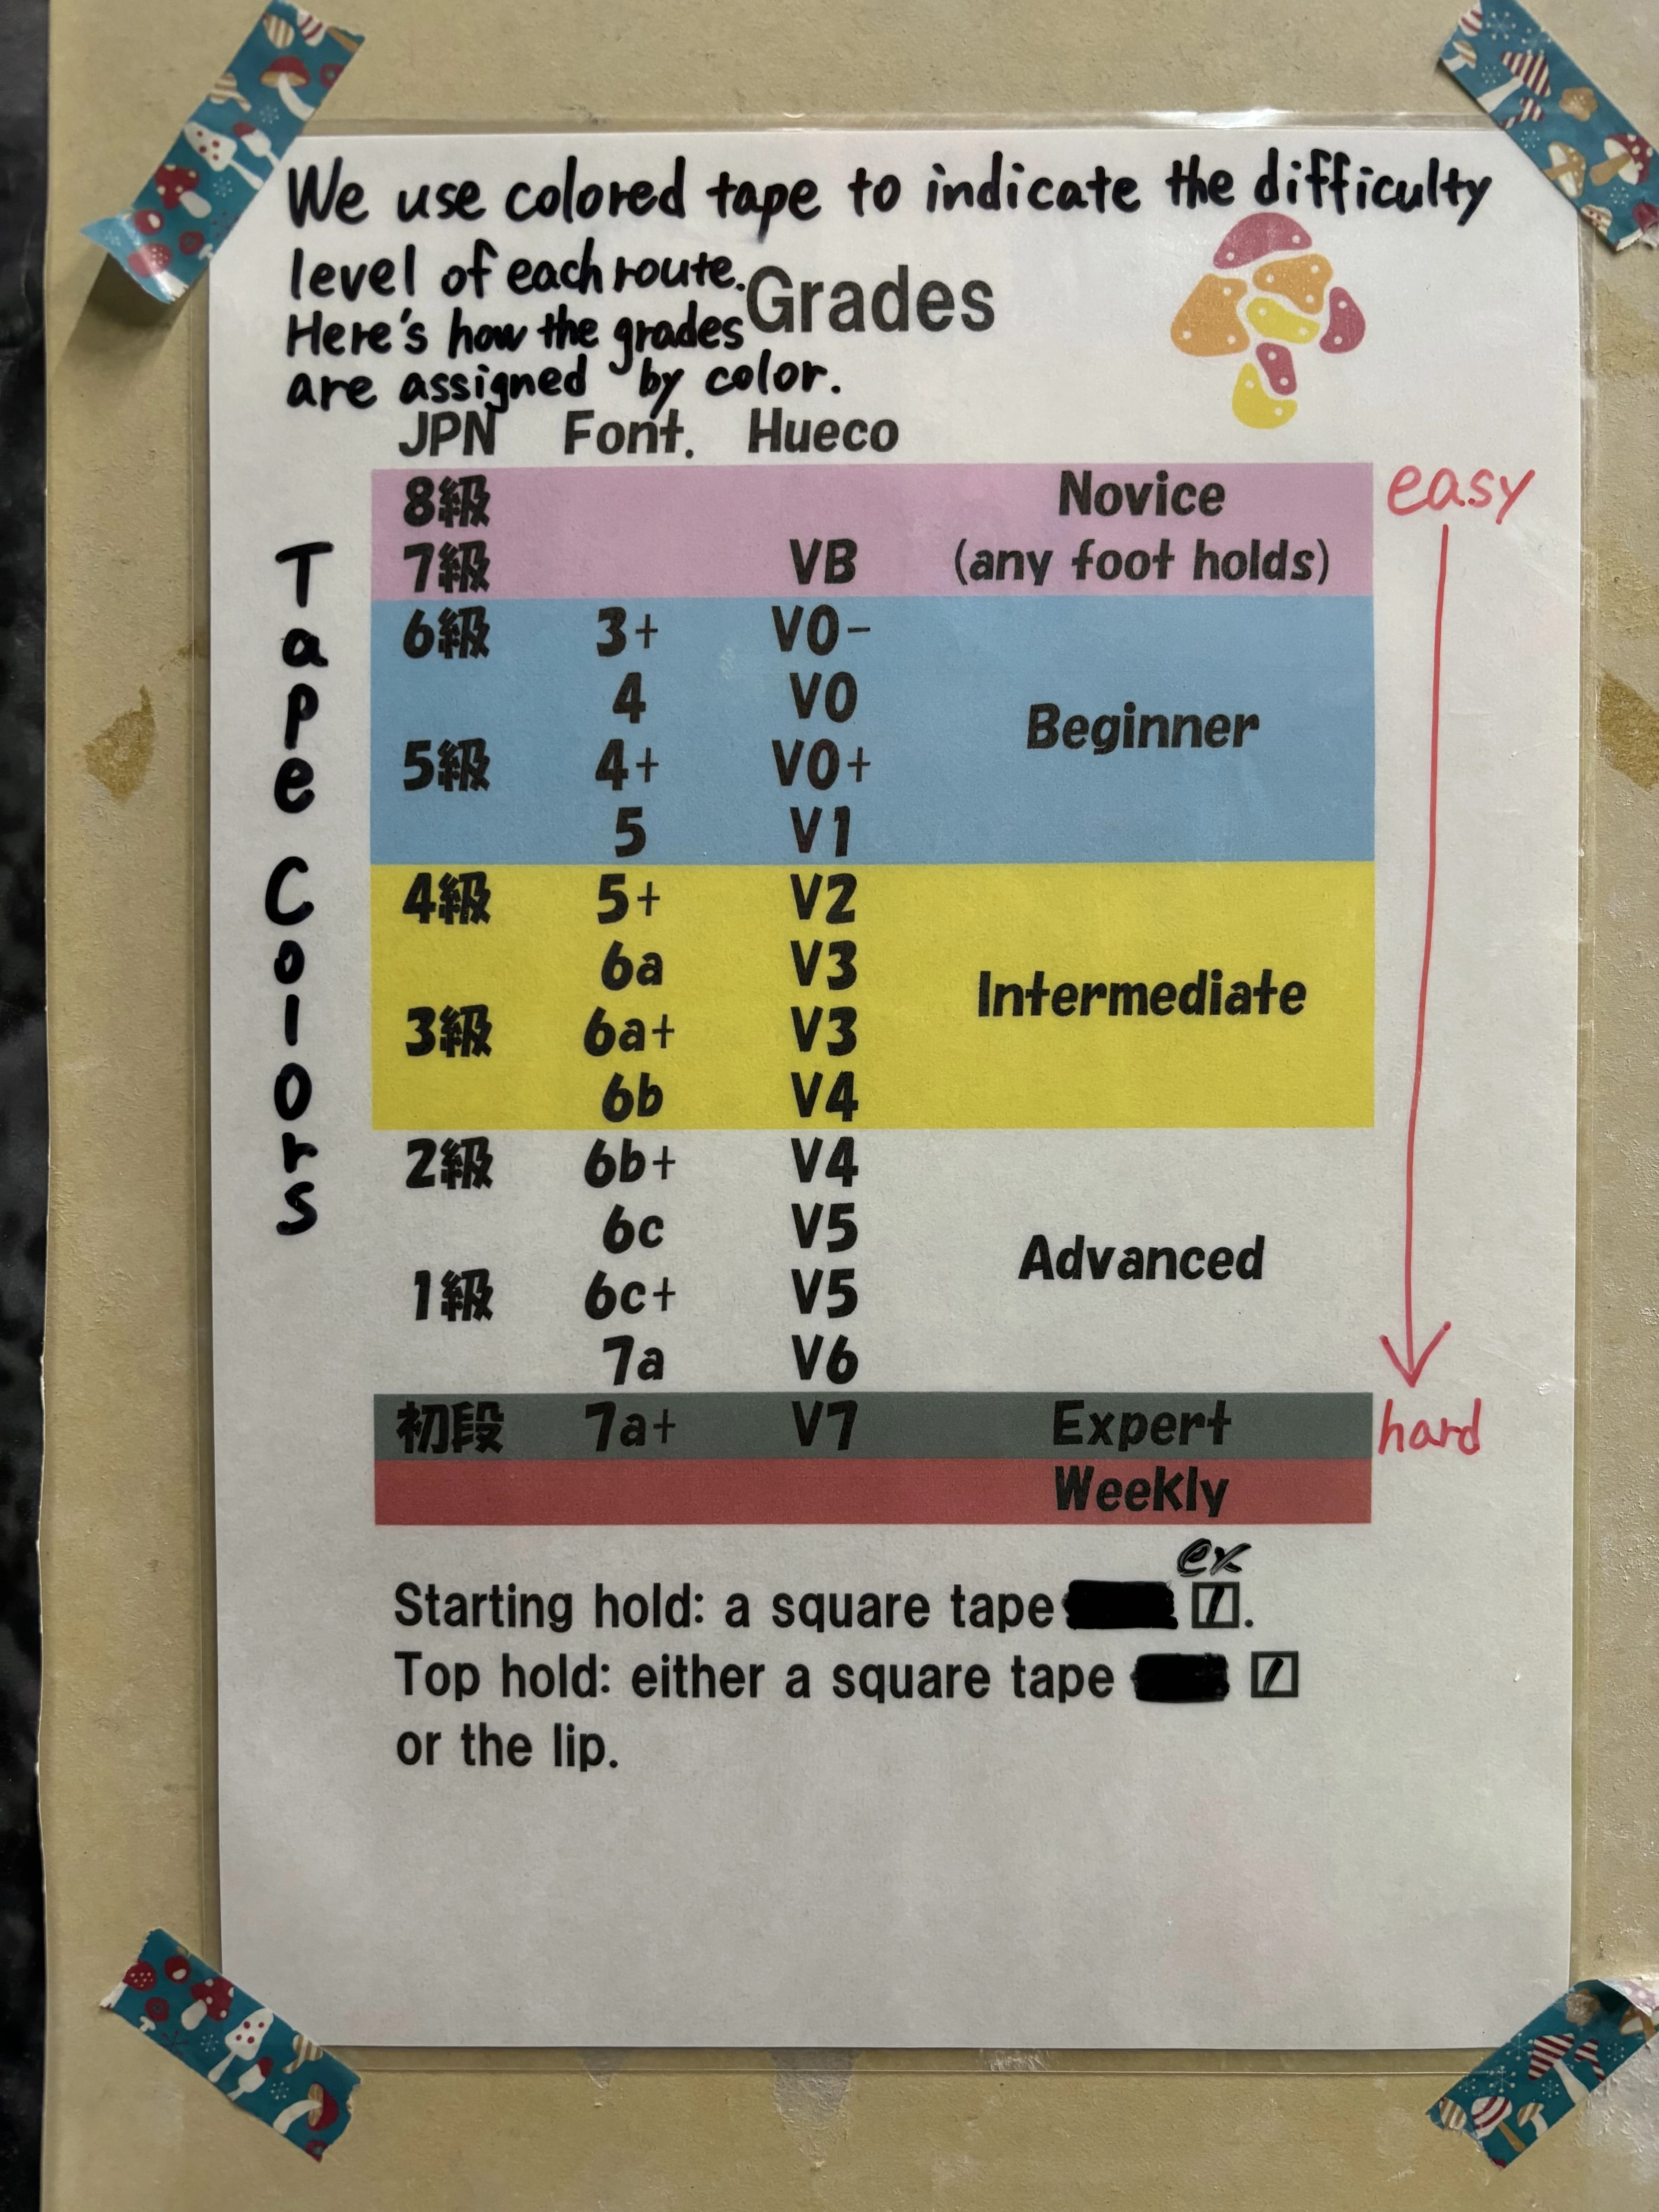 We use colored tape to indicate the difficulty
level of each route.
Grades
Here's how the grades
are assigned by color.
JPN Font. Hueco
Tape Colors
easy
8級 Novice
7級 VB (any foot holds)
6級 3+ V0-
4 V0
Beginner
5級 4+ V0+
5 V1
4級 5+ V2
6a V3
Intermediate
3級 6a+ V3
6b V4
2級 6b+ V4
6c V5
Advanced
1級 6c+ V5
7a V6
初段 7a+ V7 Expert
hard
Weekly
ex
Starting hold: a square tape .
Top hold: either a square tape
or the lip.